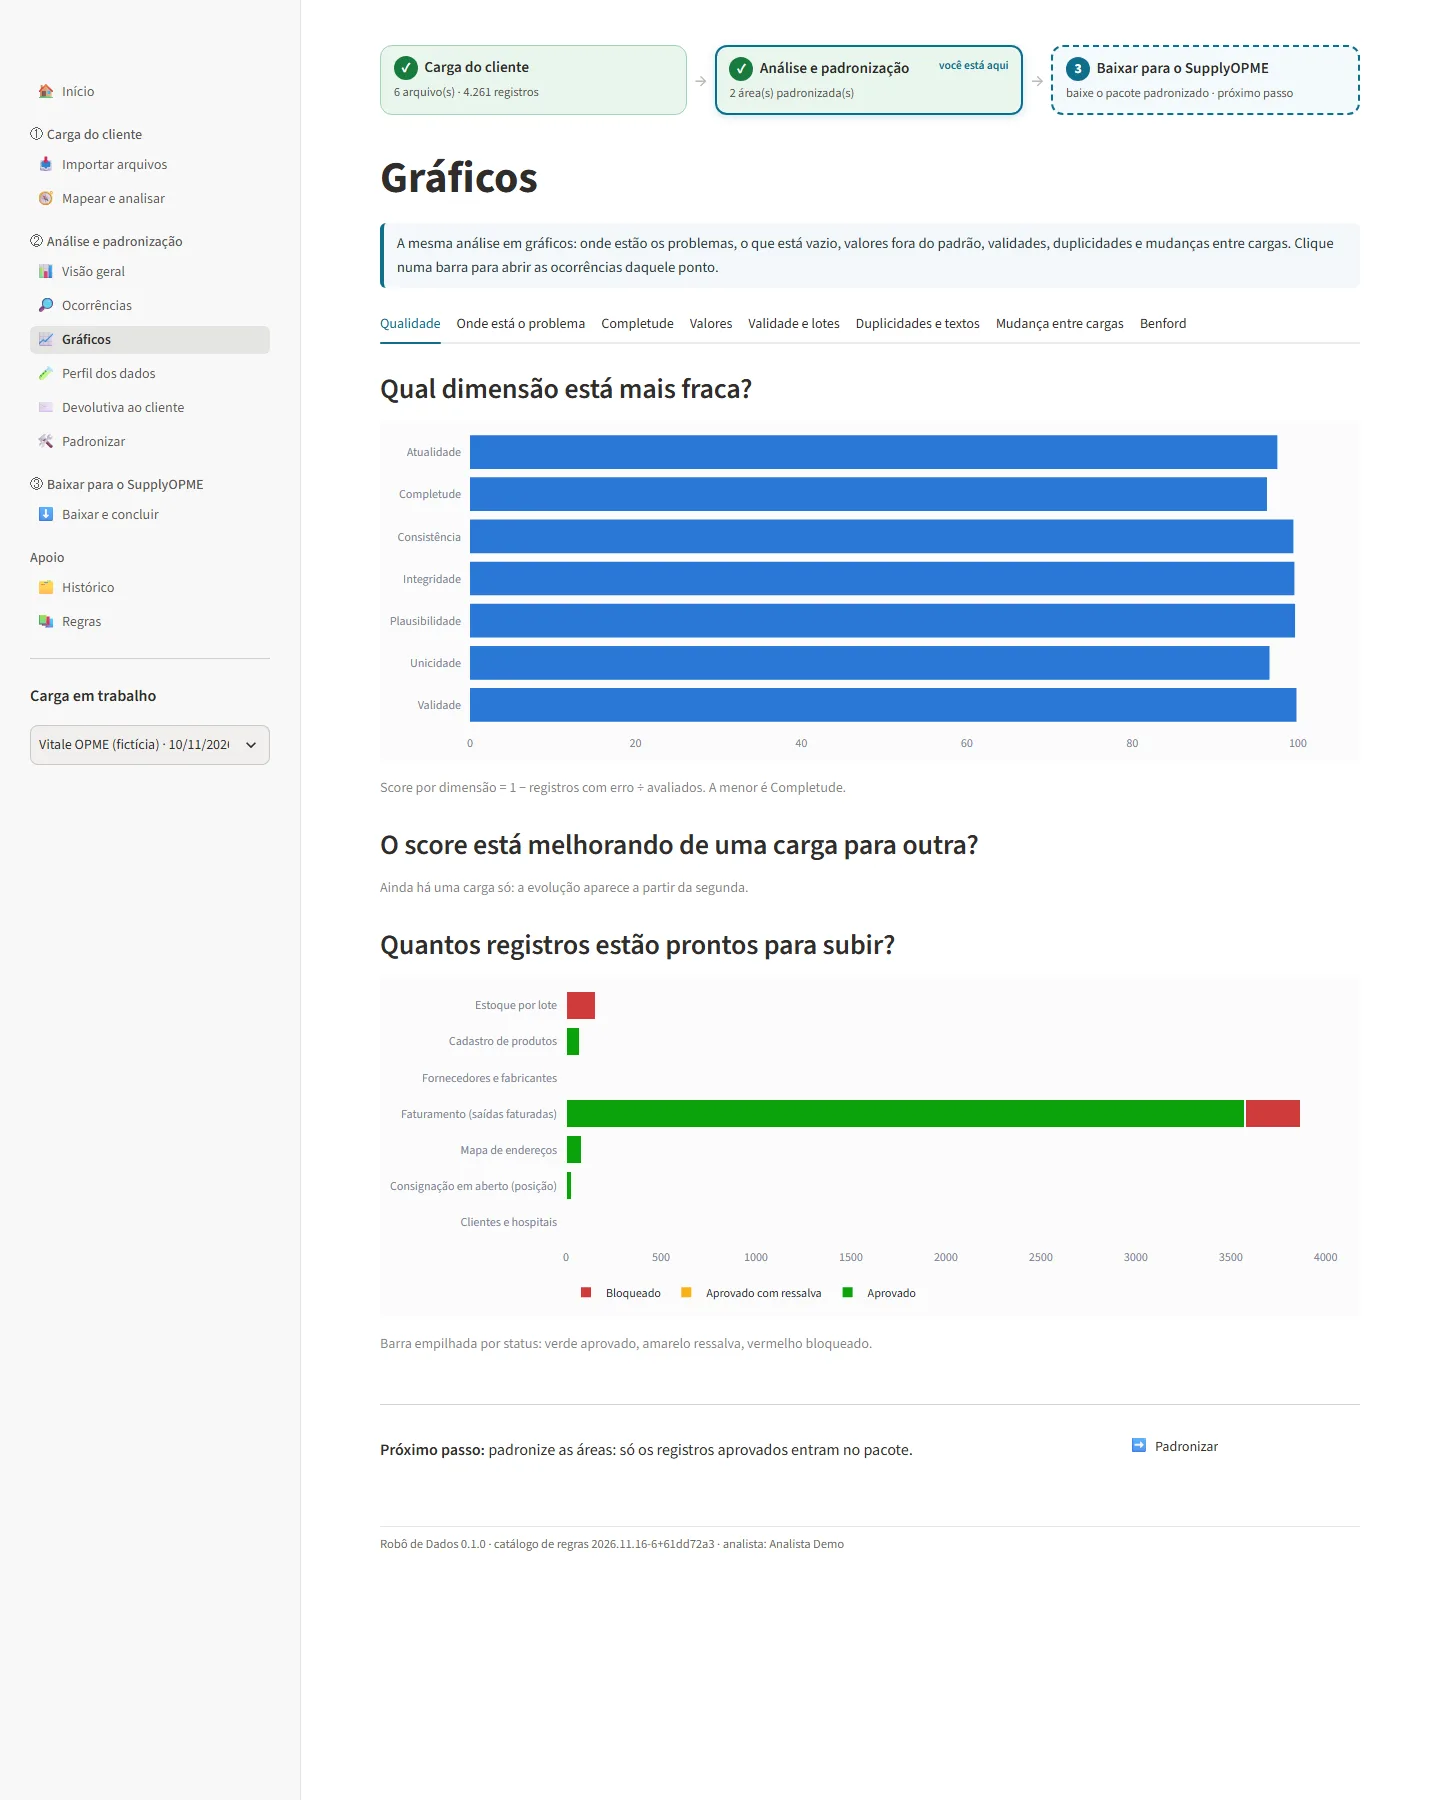 Início
① Carga do cliente
Importar arquivos
Mapear e analisar
② Análise e padronização
Visão geral
Ocorrências
Gráficos
Perfil dos dados
Devolutiva ao cliente
Padronizar
③ Baixar para o SupplyOPME
Baixar e concluir
Apoio
Histórico
Regras
Carga em trabalho
Vitale OPME (fictícia) · 10/11/202
✓ Carga do cliente
6 arquivo(s) · 4.261 registros
→
✓ Análise e padronização você está aqui
2 área(s) padronizada(s)
→
3 Baixar para o SupplyOPME
baixe o pacote padronizado · próximo passo
Gráficos
A mesma análise em gráficos: onde estão os problemas, o que está vazio, valores fora do padrão, validades, duplicidades e mudanças entre cargas. Clique
numa barra para abrir as ocorrências daquele ponto.
Qualidade Onde está o problema Completude Valores Validade e lotes Duplicidades e textos Mudança entre cargas Benford
Qual dimensão está mais fraca?
Atualidade
Completude
Consistência
Integridade
Plausibilidade
Unicidade
Validade
0 20 40 60 80 100
Score por dimensão = 1 − registros com erro ÷ avaliados. A menor é Completude.
O score está melhorando de uma carga para outra?
Ainda há uma carga só: a evolução aparece a partir da segunda.
Quantos registros estão prontos para subir?
Estoque por lote
Cadastro de produtos
Fornecedores e fabricantes
Faturamento (saídas faturadas)
Mapa de endereços
Consignação em aberto (posição)
Clientes e hospitais
0 500 1000 1500 2000 2500 3000 3500 4000
Bloqueado Aprovado com ressalva Aprovado
Barra empilhada por status: verde aprovado, amarelo ressalva, vermelho bloqueado.
Próximo passo: padronize as áreas: só os registros aprovados entram no pacote.
Padronizar
Robô de Dados 0.1.0 · catálogo de regras 2026.11.16-6+61dd72a3 · analista: Analista Demo